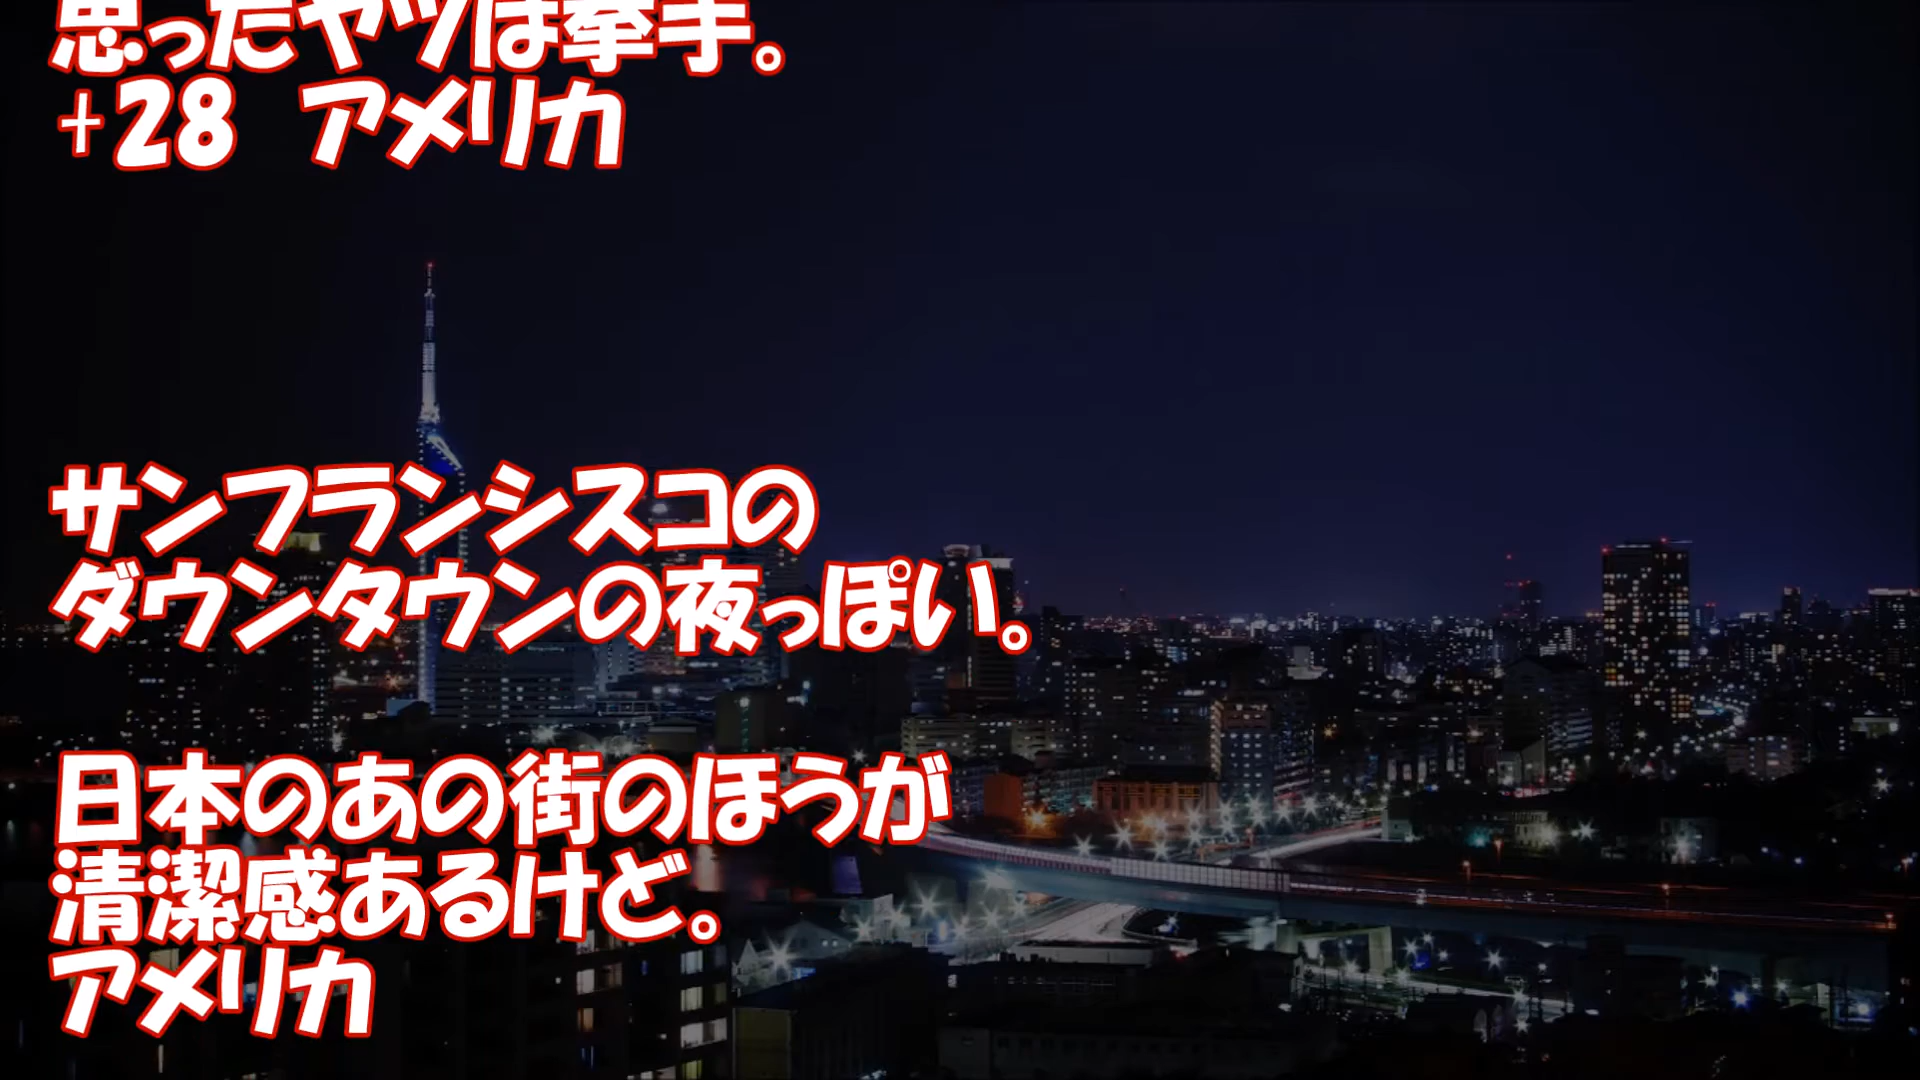 思ったヤツは挙手。
+28 アメリカ
サンフランシスコの
ダウンタウンの夜っぽい。
日本のあの街のほうが
清潔感あるけど。
アメリカ